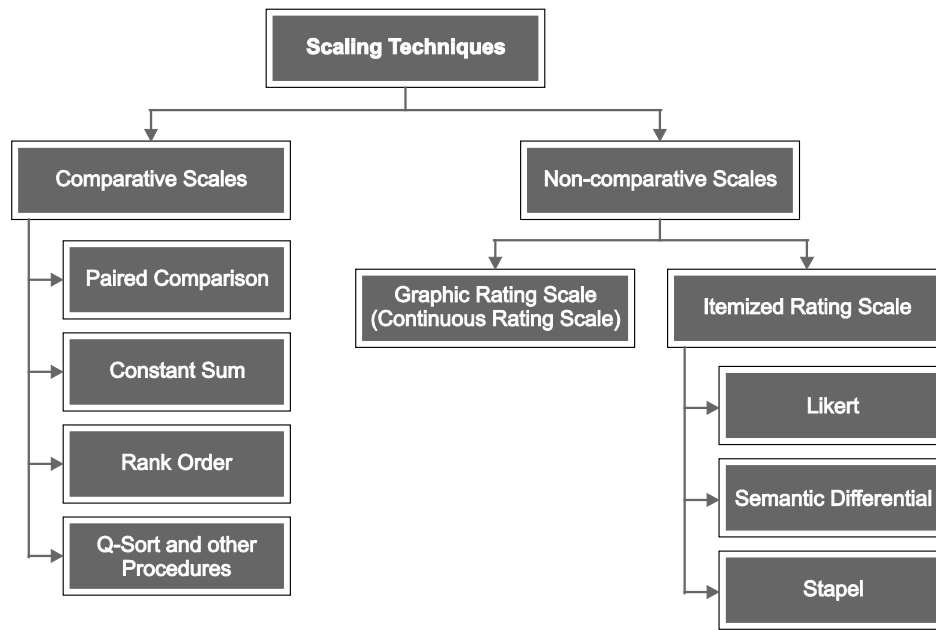 Scaling Techniques
Comparative Scales
Non-comparative Scales
Paired Comparison
Constant Sum
Rank Order
Q-Sort and other
Procedures
Graphic Rating Scale
(Continuous Rating Scale)
Itemized Rating Scale
Likert
Semantic Differential
Stapel